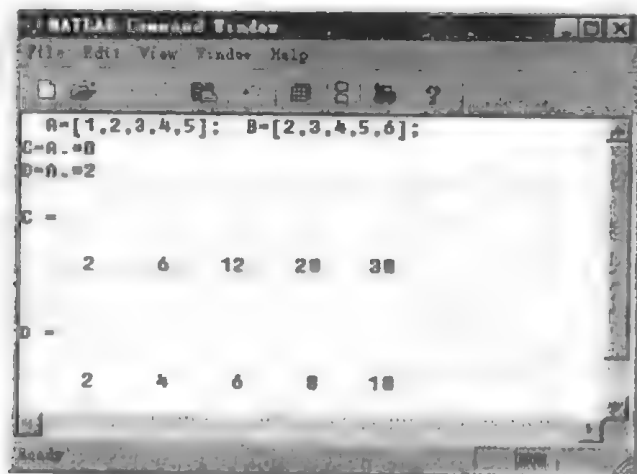 MATLAB Command Window
File Edit View Window Help
A=[1,2,3,4,5]; B=[2,3,4,5,6];
C=A.*B
D=A.*2
C =
2 6 12 20 30
D =
2 4 6 8 10
Ready
NUM